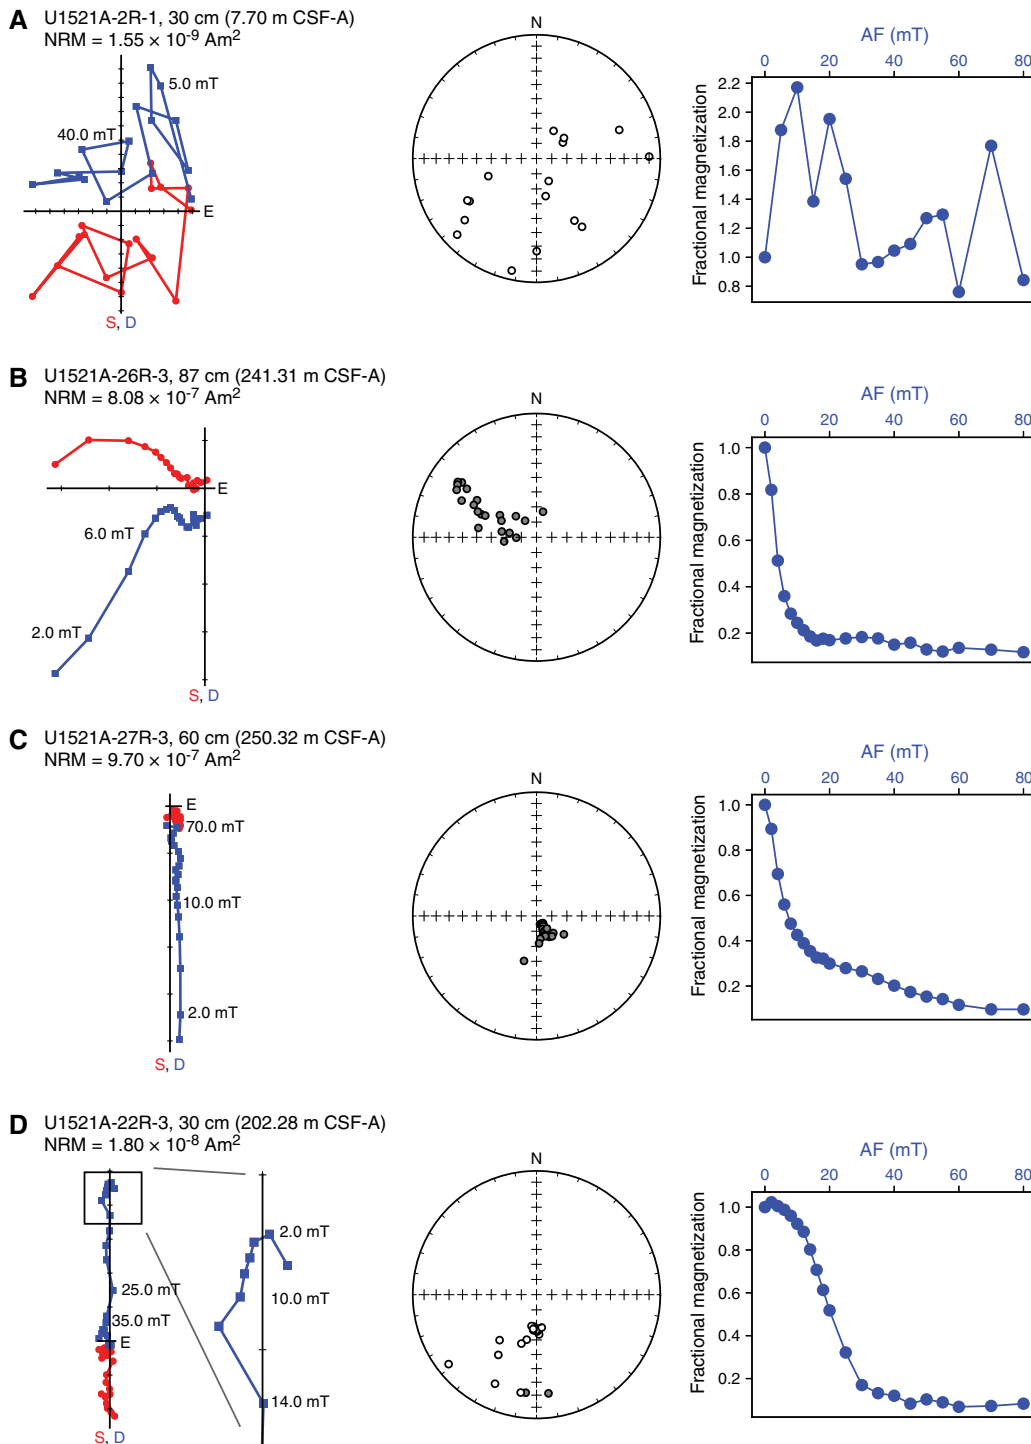 A U1521A-2R-1, 30 cm (7.70 m CSF-A)
NRM = 1.55 × 10⁻⁹ Am²
5.0 mT
40.0 mT
E
S, D
N
AF (mT)
0 20 40 60 80
Fractional magnetization
2.2
2.0
1.8
1.6
1.4
1.2
1.0
0.8
B U1521A-26R-3, 87 cm (241.31 m CSF-A)
NRM = 8.08 × 10⁻⁷ Am²
E
6.0 mT
2.0 mT
S, D
N
AF (mT)
0 20 40 60 80
Fractional magnetization
1.0
0.8
0.6
0.4
0.2
C U1521A-27R-3, 60 cm (250.32 m CSF-A)
NRM = 9.70 × 10⁻⁷ Am²
E
70.0 mT
10.0 mT
2.0 mT
S, D
N
AF (mT)
0 20 40 60 80
Fractional magnetization
1.0
0.8
0.6
0.4
0.2
D U1521A-22R-3, 30 cm (202.28 m CSF-A)
NRM = 1.80 × 10⁻⁸ Am²
25.0 mT
35.0 mT
E
S, D
2.0 mT
10.0 mT
14.0 mT
N
AF (mT)
0 20 40 60 80
Fractional magnetization
1.0
0.8
0.6
0.4
0.2